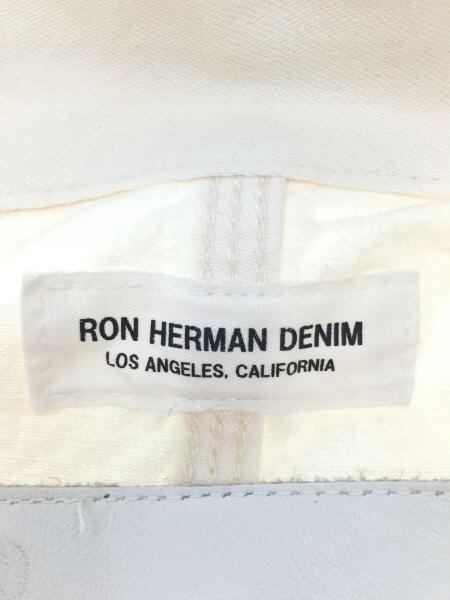 RON HERMAN DENIM
LOS ANGELES, CALIFORNIA